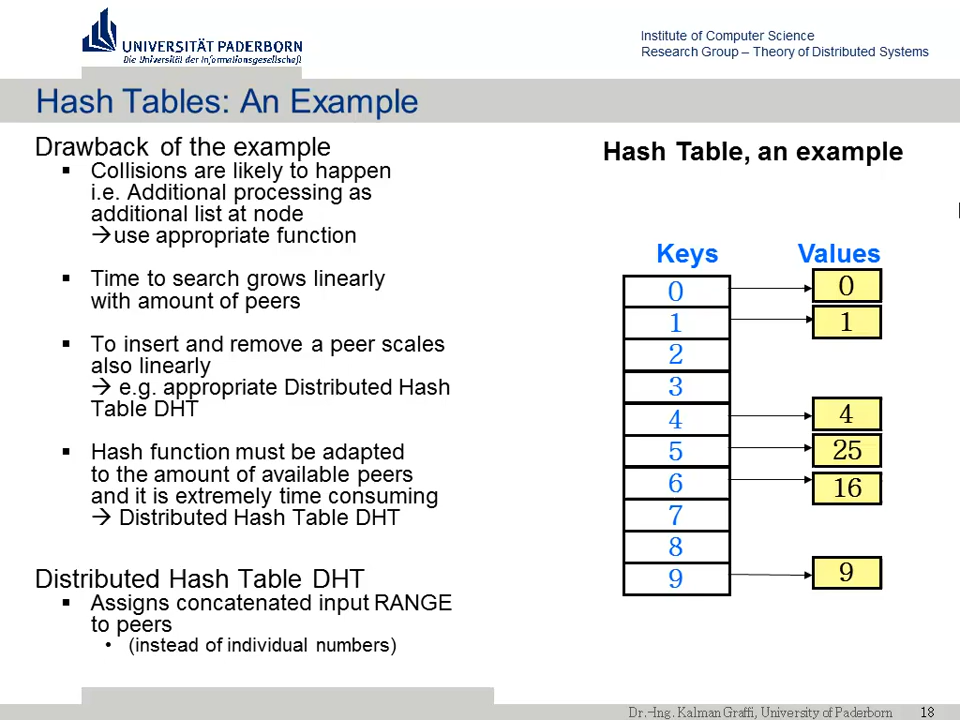 UNIVERSITÄT PADERBORN
Die Universität der Informationsgesellschaft
Institute of Computer Science
Research Group – Theory of Distributed Systems
Hash Tables: An Example
Drawback of the example
▪ Collisions are likely to happen
i.e. Additional processing as
additional list at node
→use appropriate function
▪ Time to search grows linearly
with amount of peers
▪ To insert and remove a peer scales
also linearly
→ e.g. appropriate Distributed Hash
Table DHT
▪ Hash function must be adapted
to the amount of available peers
and it is extremely time consuming
→ Distributed Hash Table DHT
Distributed Hash Table DHT
▪ Assigns concatenated input RANGE
to peers
• (instead of individual numbers)
Hash Table, an example
Keys Values
0 0
1 1
2
3
4 4
5 25
6 16
7
8
9 9
Dr.-Ing. Kalman Graffi, University of Paderborn 18